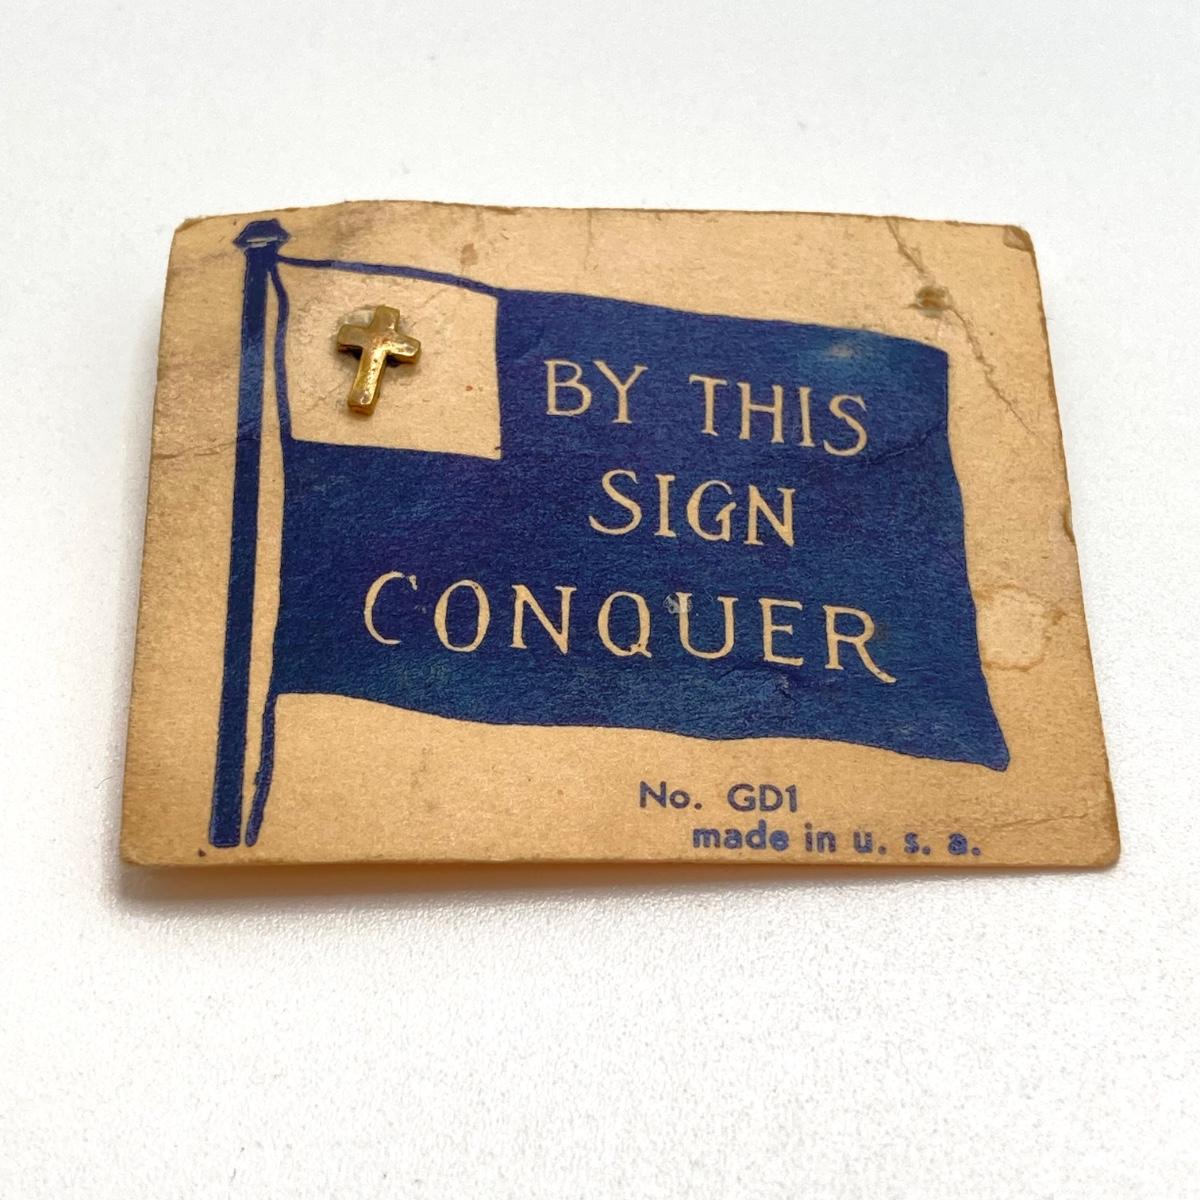 BY THIS
SIGN
CONQUER
No. GD1
made in u. s. a.